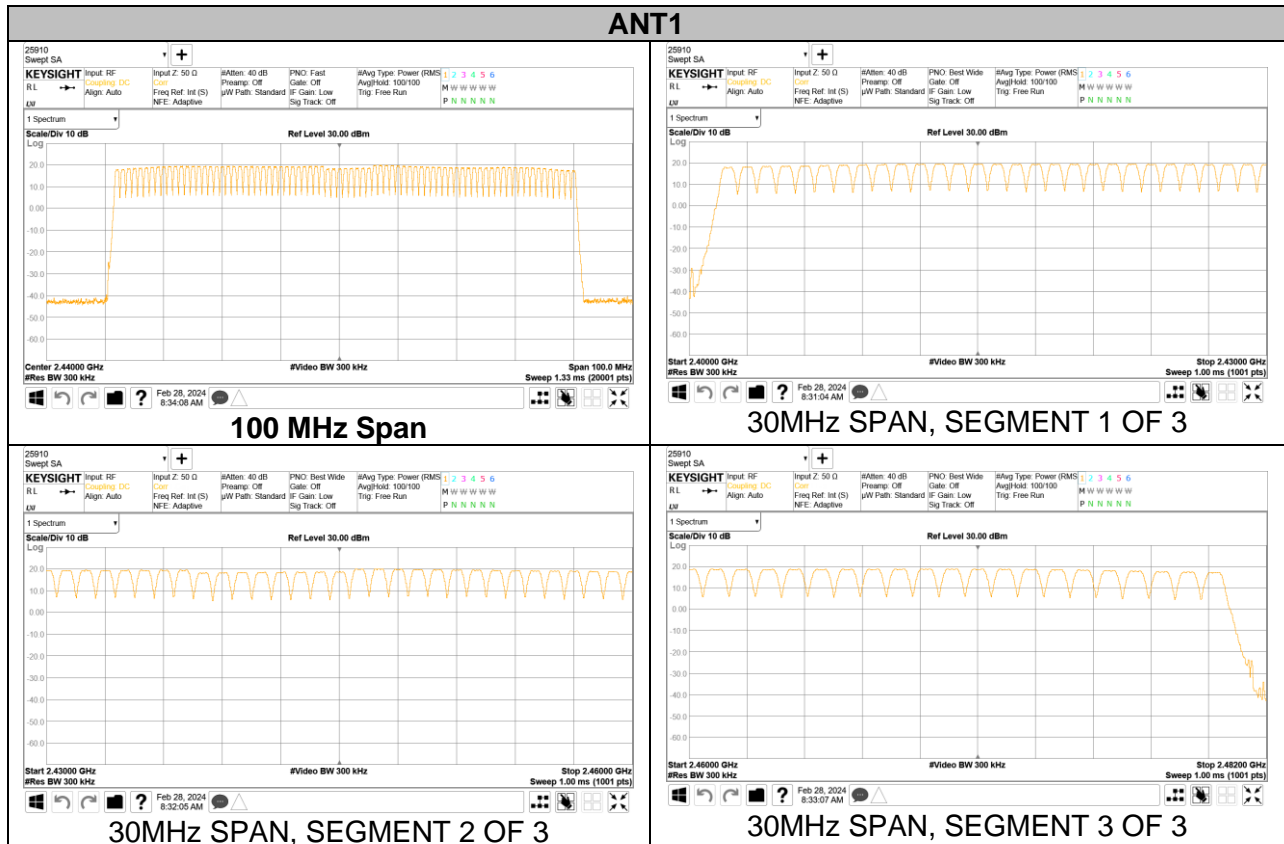 ANT1
25910
Swept SA
+
KEYSIGHT Input: RF Input Z: 50 Ω #Atten: 40 dB PNO: Fast #Avg Type: Power (RMS 1 2 3 4 5 6
RL Coupling: DC Corr Preamp: Off Gate: Off Avg|Hold: 100/100 M W W W W W
Align: Auto Freq Ref: Int (S) µW Path: Standard IF Gain: Low Trig: Free Run
NFE: Adaptive Sig Track: Off P N N N N N
1 Spectrum
Scale/Div 10 dB Ref Level 30.00 dBm
Log
20.0
10.0
0.00
-10.0
-20.0
-30.0
-40.0
-50.0
-60.0
Center 2.44000 GHz #Video BW 300 kHz Span 100.0 MHz
#Res BW 300 kHz Sweep 1.33 ms (20001 pts)
? Feb 28, 2024
8:34:08 AM
100 MHz Span
25910
Swept SA
+
KEYSIGHT Input: RF Input Z: 50 Ω #Atten: 40 dB PNO: Best Wide #Avg Type: Power (RMS 1 2 3 4 5 6
RL Coupling: DC Corr Preamp: Off Gate: Off Avg|Hold: 100/100 M W W W W W
Align: Auto Freq Ref: Int (S) µW Path: Standard IF Gain: Low Trig: Free Run
NFE: Adaptive Sig Track: Off P N N N N N
1 Spectrum
Scale/Div 10 dB Ref Level 30.00 dBm
Log
20.0
10.0
0.00
-10.0
-20.0
-30.0
-40.0
-50.0
-60.0
Start 2.40000 GHz #Video BW 300 kHz Stop 2.43000 GHz
#Res BW 300 kHz Sweep 1.00 ms (1001 pts)
? Feb 28, 2024
8:31:04 AM
30MHz SPAN, SEGMENT 1 OF 3
25910
Swept SA
+
KEYSIGHT Input: RF Input Z: 50 Ω #Atten: 40 dB PNO: Best Wide #Avg Type: Power (RMS 1 2 3 4 5 6
RL Coupling: DC Corr Preamp: Off Gate: Off Avg|Hold: 100/100 M W W W W W
Align: Auto Freq Ref: Int (S) µW Path: Standard IF Gain: Low Trig: Free Run
NFE: Adaptive Sig Track: Off P N N N N N
1 Spectrum
Scale/Div 10 dB Ref Level 30.00 dBm
Log
20.0
10.0
0.00
-10.0
-20.0
-30.0
-40.0
-50.0
-60.0
Start 2.43000 GHz #Video BW 300 kHz Stop 2.46000 GHz
#Res BW 300 kHz Sweep 1.00 ms (1001 pts)
? Feb 28, 2024
8:32:05 AM
30MHz SPAN, SEGMENT 2 OF 3
25910
Swept SA
+
KEYSIGHT Input: RF Input Z: 50 Ω #Atten: 40 dB PNO: Best Wide #Avg Type: Power (RMS 1 2 3 4 5 6
RL Coupling: DC Corr Preamp: Off Gate: Off Avg|Hold: 100/100 M W W W W W
Align: Auto Freq Ref: Int (S) µW Path: Standard IF Gain: Low Trig: Free Run
NFE: Adaptive Sig Track: Off P N N N N N
1 Spectrum
Scale/Div 10 dB Ref Level 30.00 dBm
Log
20.0
10.0
0.00
-10.0
-20.0
-30.0
-40.0
-50.0
-60.0
Start 2.46000 GHz #Video BW 300 kHz Stop 2.48200 GHz
#Res BW 300 kHz Sweep 1.00 ms (1001 pts)
? Feb 28, 2024
8:33:07 AM
30MHz SPAN, SEGMENT 3 OF 3